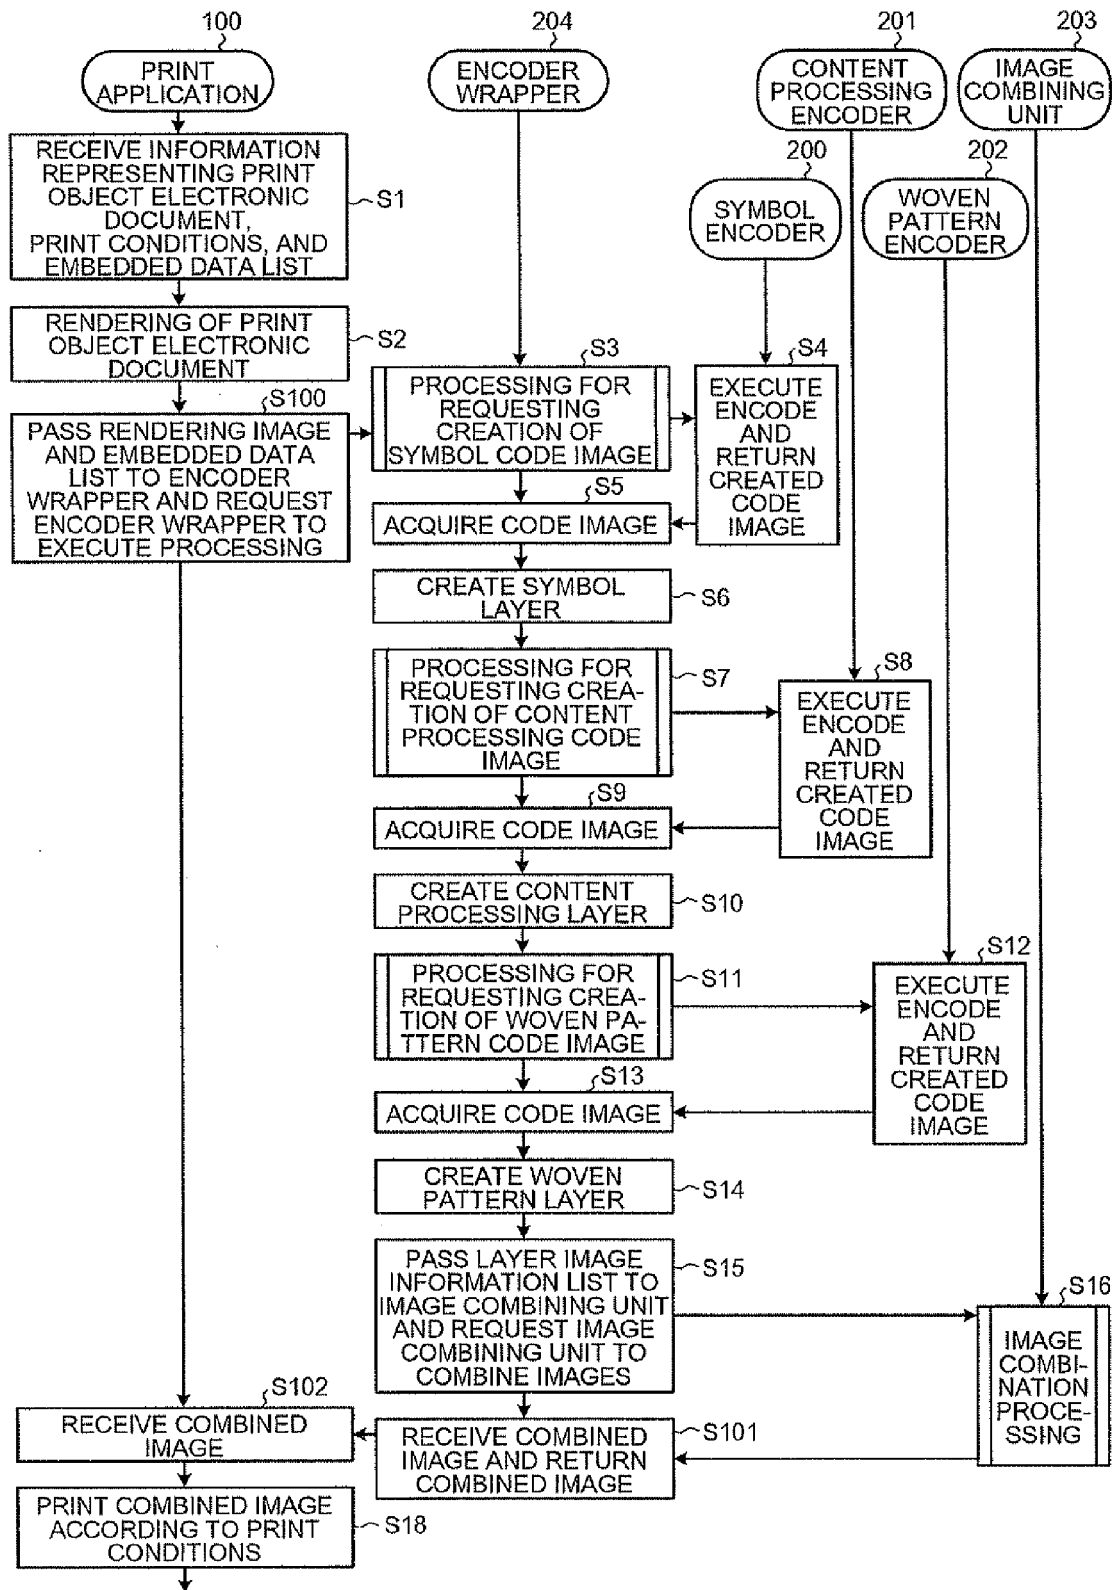 100
PRINT
APPLICATION
204
ENCODER
WRAPPER
201
CONTENT
PROCESSING
ENCODER
203
IMAGE
COMBINING
UNIT
200
SYMBOL
ENCODER
202
WOVEN
PATTERN
ENCODER
RECEIVE INFORMATION
REPRESENTING PRINT
OBJECT ELECTRONIC
DOCUMENT,
PRINT CONDITIONS, AND
EMBEDDED DATA LIST
S1
RENDERING OF PRINT
OBJECT ELECTRONIC
DOCUMENT
S2
S100
PASS RENDERING IMAGE
AND EMBEDDED DATA
LIST TO ENCODER
WRAPPER AND REQUEST
ENCODER WRAPPER TO
EXECUTE PROCESSING
S3
PROCESSING FOR
REQUESTING
CREATION OF
SYMBOL CODE IMAGE
S4
EXECUTE
ENCODE
AND
RETURN
CREATED
CODE
IMAGE
S5
ACQUIRE CODE IMAGE
CREATE SYMBOL
LAYER
S6
PROCESSING FOR
REQUESTING CREA-
TION OF CONTENT
PROCESSING CODE
IMAGE
S7
S8
EXECUTE
ENCODE
AND
RETURN
CREATED
CODE
IMAGE
S9
ACQUIRE CODE IMAGE
CREATE CONTENT
PROCESSING LAYER
S10
PROCESSING FOR
REQUESTING CREA-
TION OF WOVEN PA-
TTERN CODE IMAGE
S11
S12
EXECUTE
ENCODE
AND
RETURN
CREATED
CODE
IMAGE
S13
ACQUIRE CODE IMAGE
CREATE WOVEN
PATTERN LAYER
S14
PASS LAYER IMAGE
INFORMATION LIST TO
IMAGE COMBINING UNIT
AND REQUEST IMAGE
COMBINING UNIT TO
COMBINE IMAGES
S15
S16
IMAGE
COMBI-
NATION
PROCE-
SSING
S102
RECEIVE COMBINED
IMAGE
RECEIVE COMBINED
IMAGE AND RETURN
COMBINED IMAGE
S101
PRINT COMBINED IMAGE
ACCORDING TO PRINT
CONDITIONS
S18